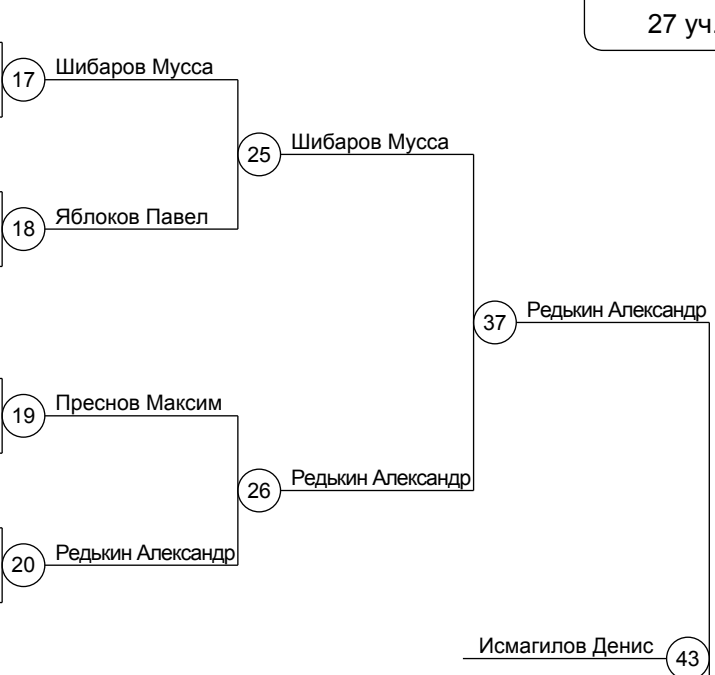 27 уч.
17 Шибаров Мусса
25 Шибаров Мусса
18 Яблоков Павел
37 Редькин Александр
19 Преснов Максим
26 Редькин Александр
20 Редькин Александр
Исмагилов Денис 43